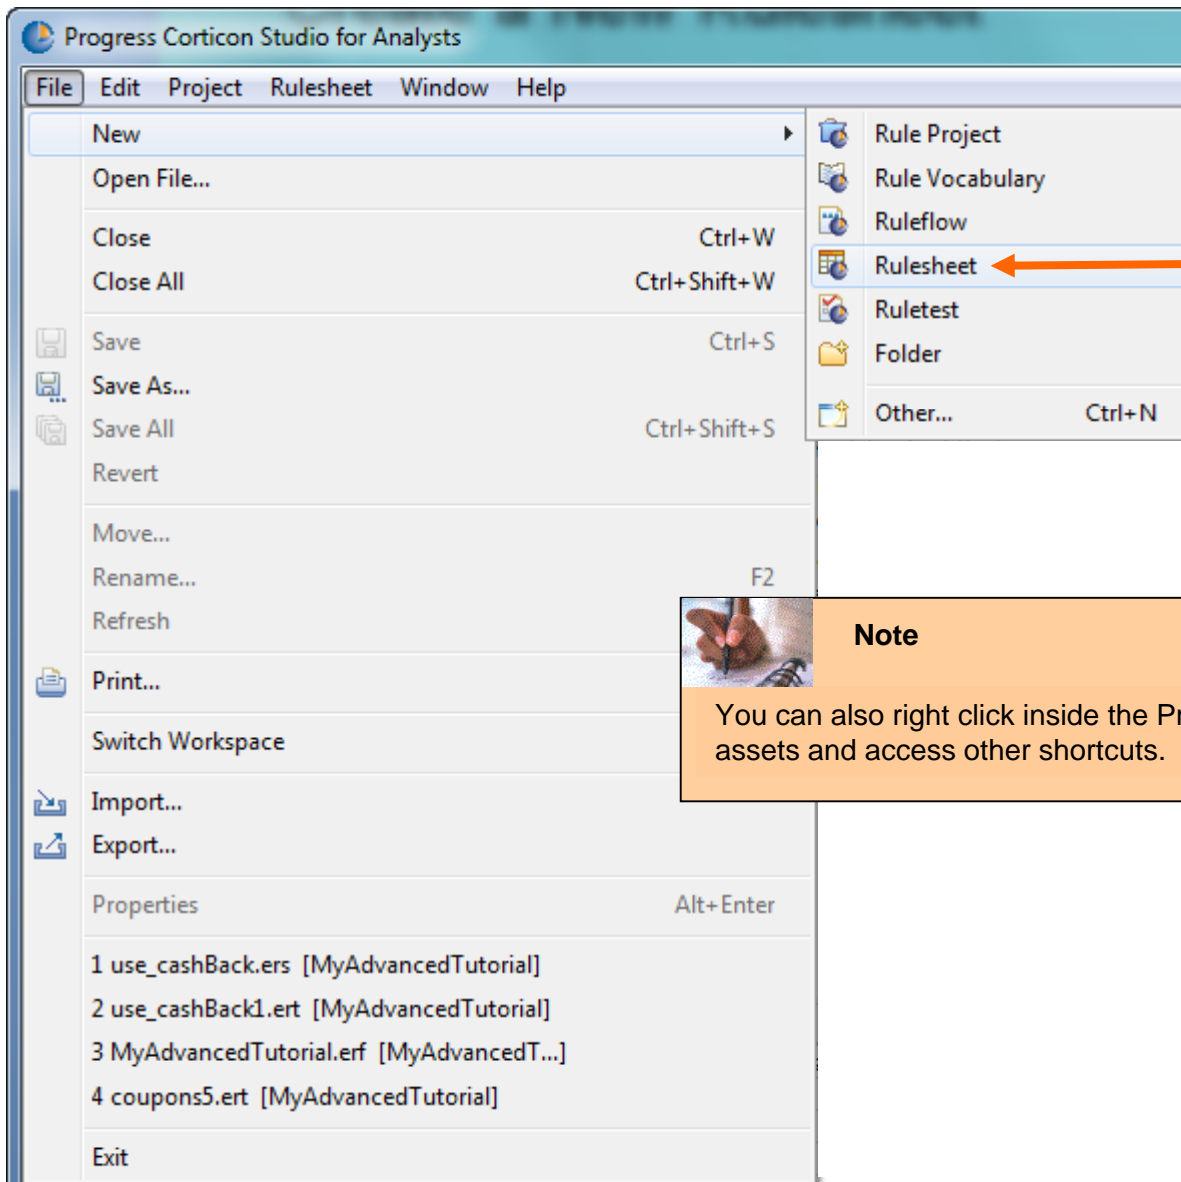 Progress Corticon Studio for Analysts
File Edit Project Rulesheet Window Help
New
Open File...
Close Ctrl+W
Close All Ctrl+Shift+W
Save Ctrl+S
Save As...
Save All Ctrl+Shift+S
Revert
Move...
Rename... F2
Refresh
Print...
Switch Workspace
Import...
Export...
Properties Alt+Enter
1 use_cashBack.ers [MyAdvancedTutorial]
2 use_cashBack1.ert [MyAdvancedTutorial]
3 MyAdvancedTutorial.erf [MyAdvancedT...]
4 coupons5.ert [MyAdvancedTutorial]
Exit
Rule Project
Rule Vocabulary
Ruleflow
Rulesheet
Ruletest
Folder
Other... Ctrl+N
Note
You can also right click inside the Pr
assets and access other shortcuts.